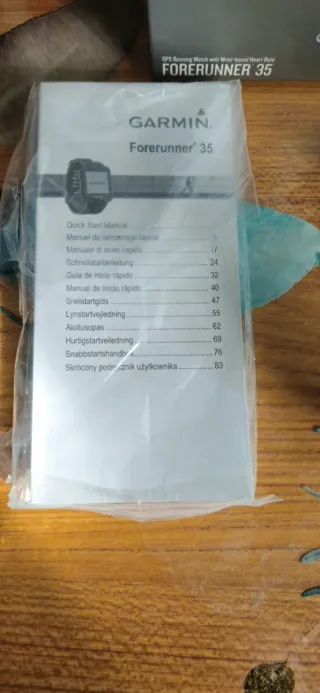 GPS Running Watch with Wrist-based Heart Rate
FORERUNNER 35
GARMIN
Forerunner® 35
Quick Start Manual
Manuel de démarrage rapide
Manuale di avvio rapido 17
Schnellstartanleitung 24
Guía de inicio rápido 32
Manual de início rápido 40
Snelstartgids 47
Lynstartvejledning 55
Aloitusopas 62
Hurtigstartveiledning 69
Snabbstartshandbok 76
Skrócony podręcznik użytkownika 83